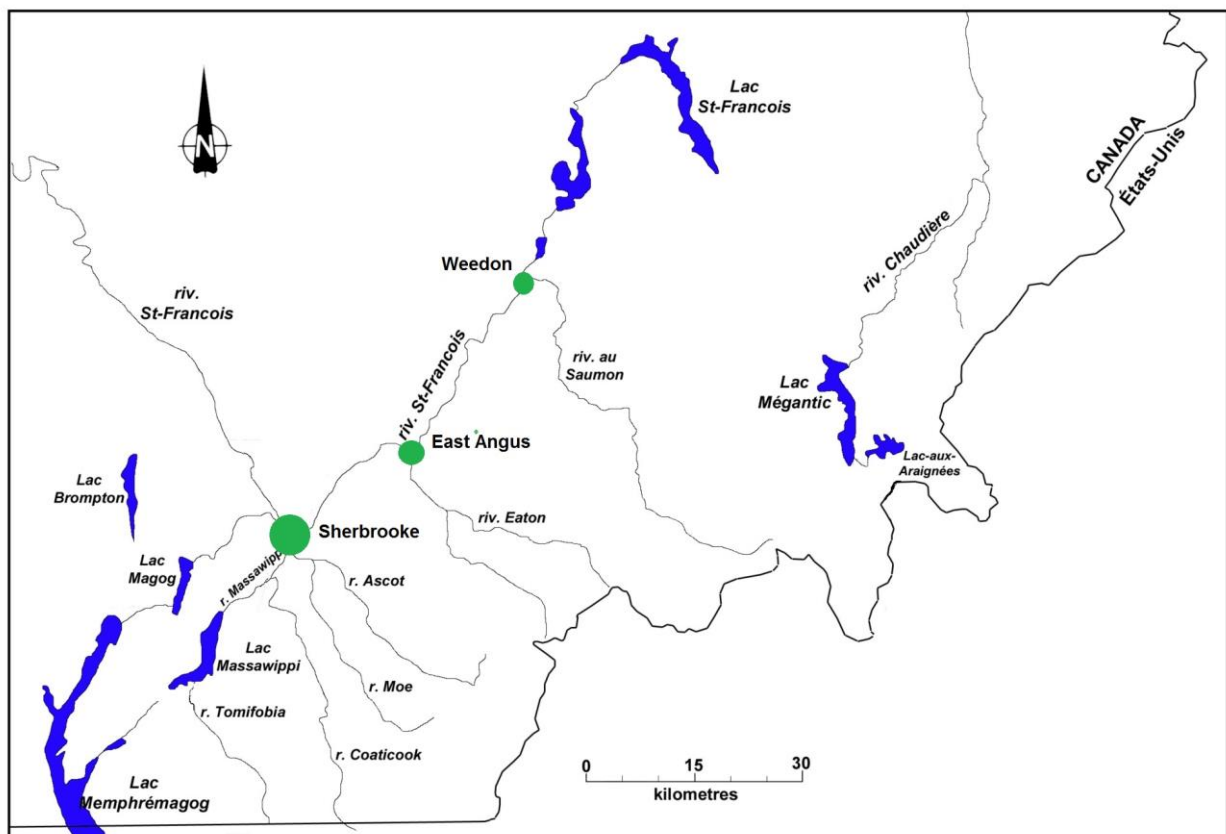 Lac
St-Francois
CANADA
États-Unis
N
Weedon
riv. Chaudière
riv.
St-Francois
riv. St-Francois
riv. au
Saumon
Lac
Mégantic
East Angus
Lac-aux-
Araignées
Lac
Brompton
riv. Eaton
Sherbrooke
Lac
Magog
r. Massawipp
r. Ascot
Lac
Massawippi
r. Moe
r. Tomifobia
r. Coaticook
Lac
Memphrémagog
0 15 30
kilometres